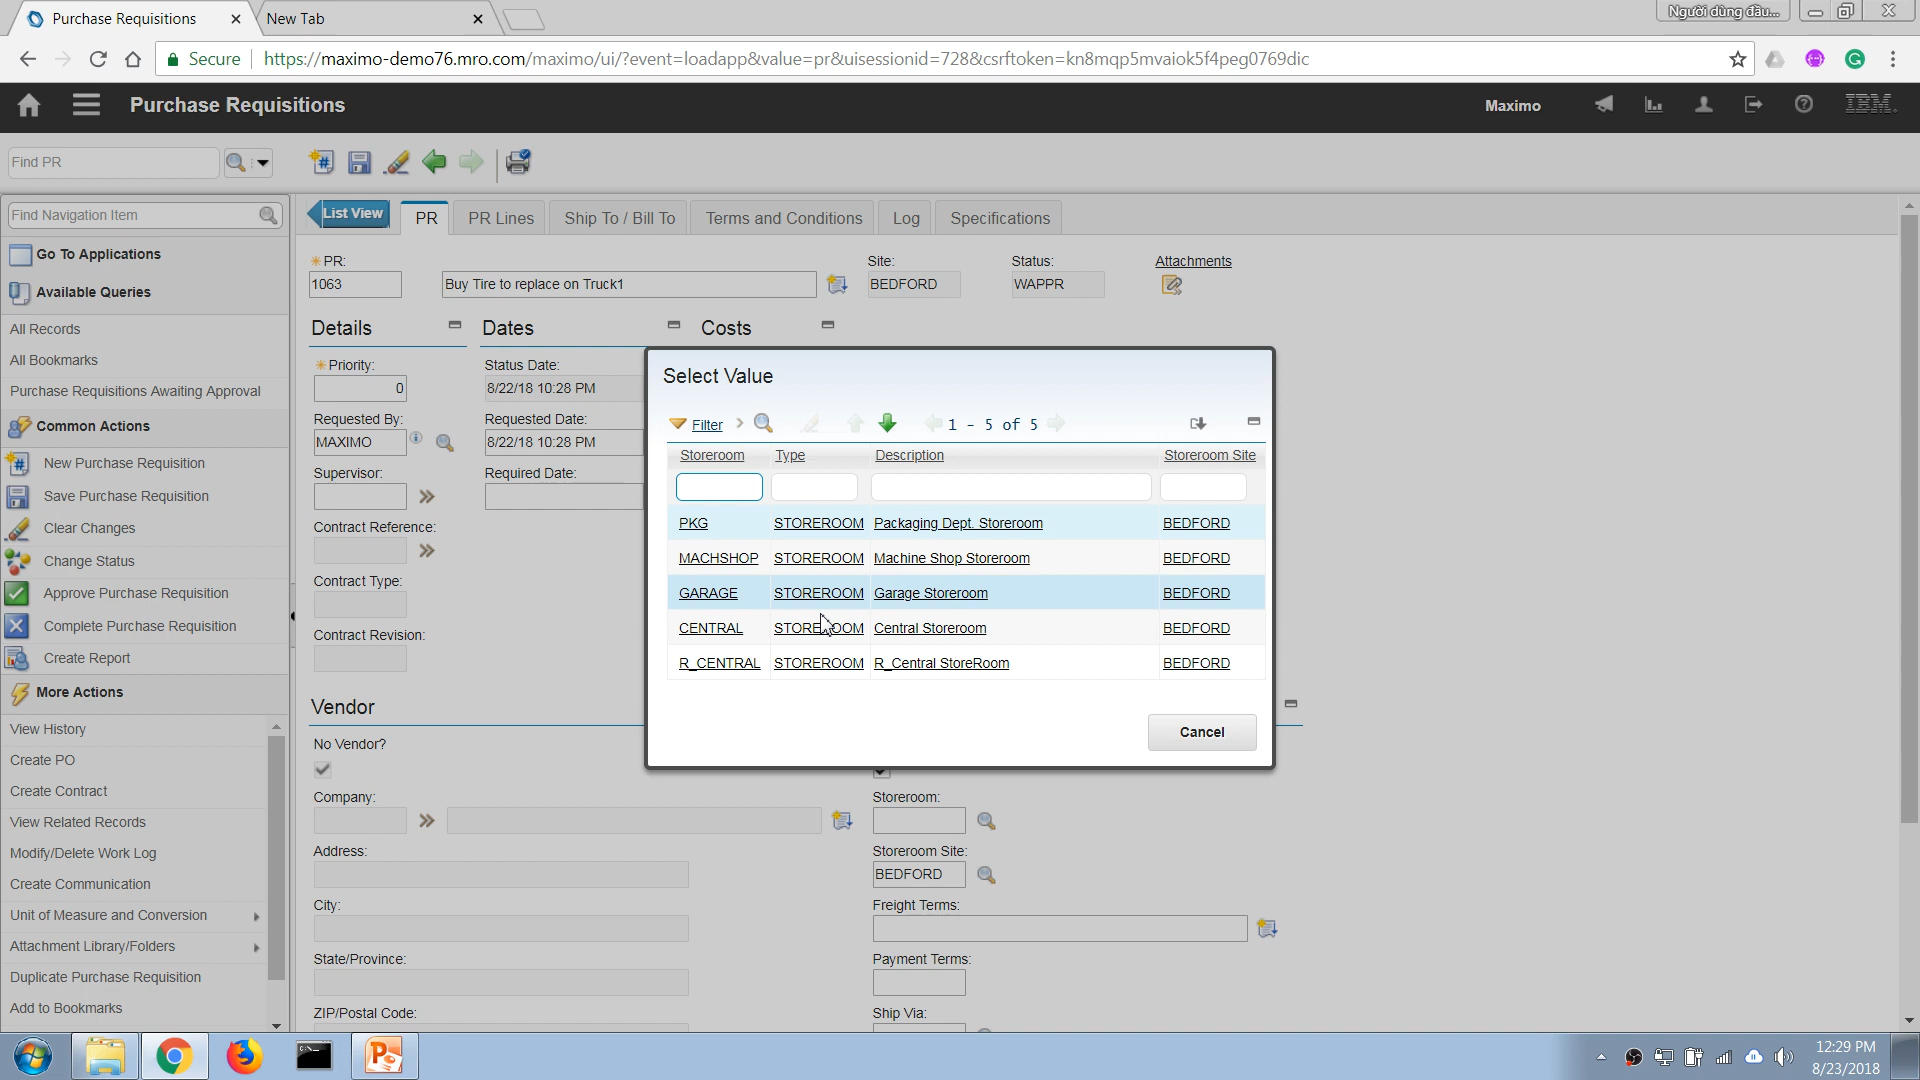 Purchase Requisitions
New Tab
Người dùng đầu...
Secure
https://maximo-demo76.mro.com/maximo/ui/?event=loadapp&value=pr&uisessionid=728&csrftoken=kn8mqp5mvaiok5f4peg0769dic
Purchase Requisitions
Maximo
IBM.
Find PR
Find Navigation Item
Go To Applications
Available Queries
All Records
All Bookmarks
Purchase Requisitions Awaiting Approval
Common Actions
New Purchase Requisition
Save Purchase Requisition
Clear Changes
Change Status
Approve Purchase Requisition
Complete Purchase Requisition
Create Report
More Actions
View History
Create PO
Create Contract
View Related Records
Modify/Delete Work Log
Create Communication
Unit of Measure and Conversion
Attachment Library/Folders
Duplicate Purchase Requisition
Add to Bookmarks
List View
PR
PR Lines
Ship To / Bill To
Terms and Conditions
Log
Specifications
PR:
1063
Buy Tire to replace on Truck1
Site:
BEDFORD
Status:
WAPPR
Attachments
Details
Dates
Costs
Priority:
0
Requested By:
MAXIMO
Supervisor:
Contract Reference:
Contract Type:
Contract Revision:
Status Date:
8/22/18 10:28 PM
Requested Date:
8/22/18 10:28 PM
Required Date:
Select Value
Filter
1 - 5 of 5
Storeroom Type Description Storeroom Site
PKG STOREROOM Packaging Dept. Storeroom BEDFORD
MACHSHOP STOREROOM Machine Shop Storeroom BEDFORD
GARAGE STOREROOM Garage Storeroom BEDFORD
CENTRAL STOREROOM Central Storeroom BEDFORD
R_CENTRAL STOREROOM R_Central StoreRoom BEDFORD
Cancel
Vendor
No Vendor?
Company:
Address:
City:
State/Province:
ZIP/Postal Code:
Storeroom:
Storeroom Site:
BEDFORD
Freight Terms:
Payment Terms:
Ship Via:
12:29 PM
8/23/2018